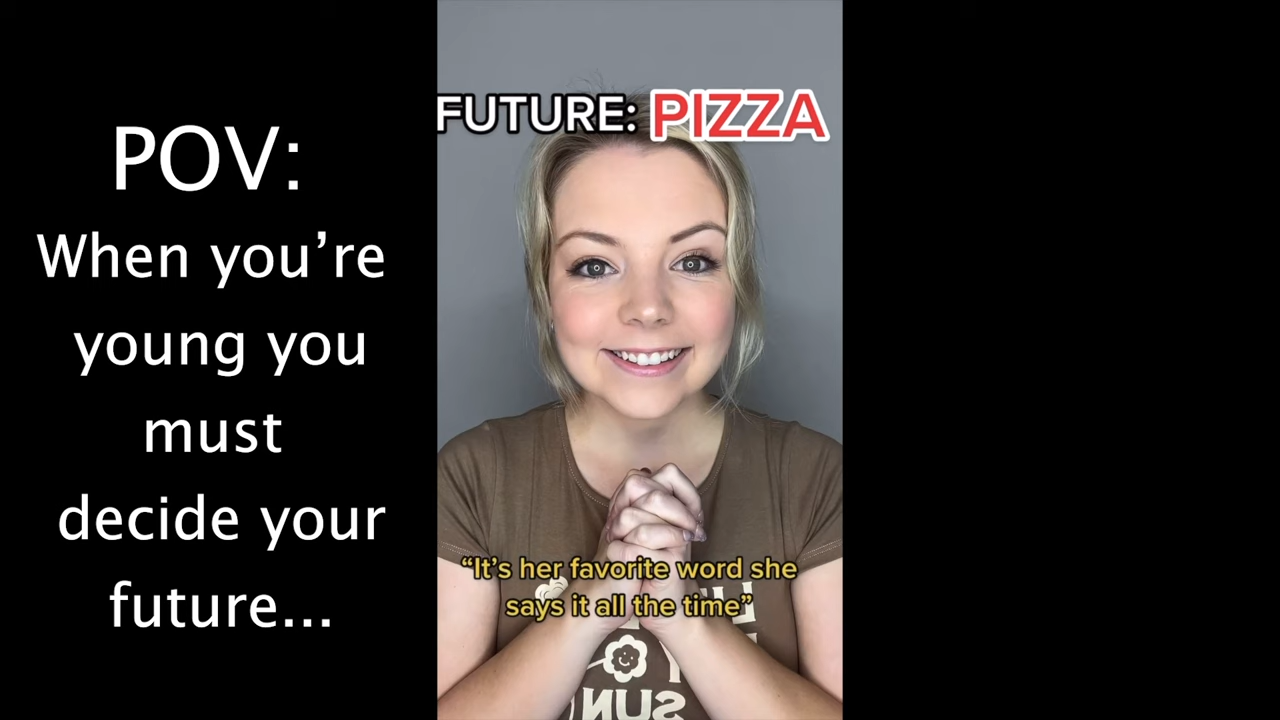 POV:
When you’re
young you
must
decide your
future...
FUTURE: PIZZA
“It’s her favorite word she
says it all the time”
SUN